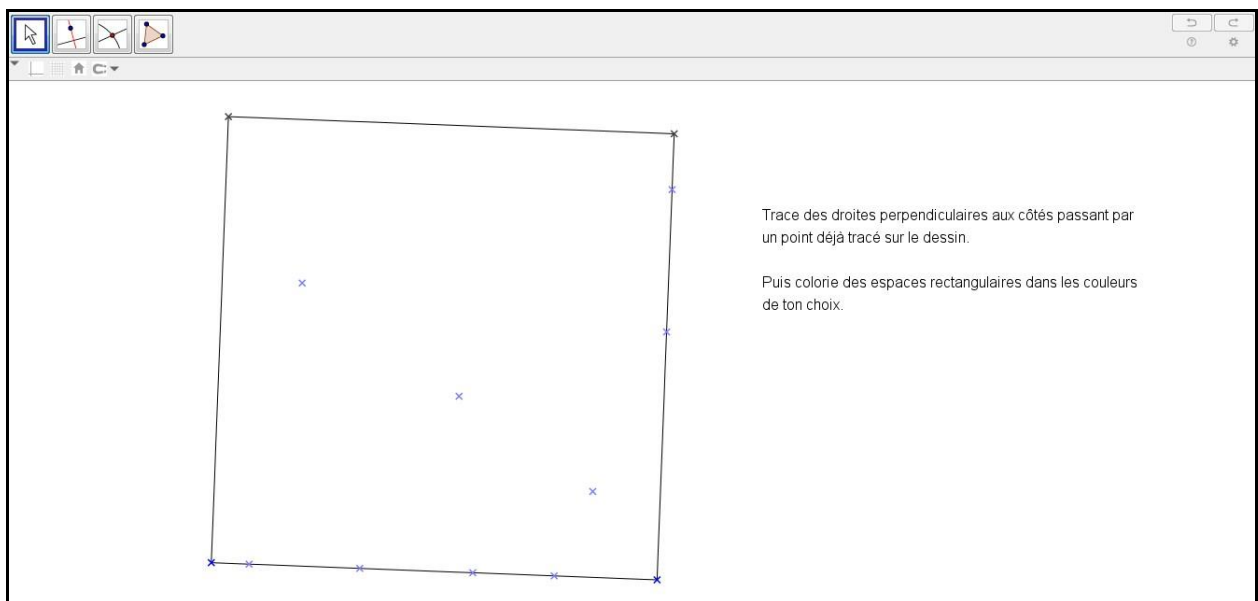 Trace des droites perpendiculaires aux côtés passant par
un point déjà tracé sur le dessin.
Puis colorie des espaces rectangulaires dans les couleurs
de ton choix.